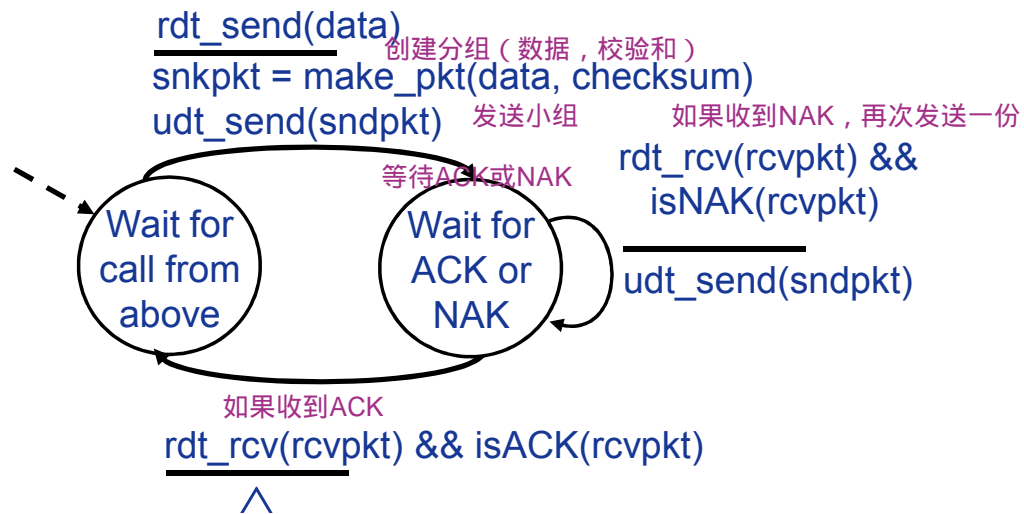 rdt_send(data)
创建分组（数据，校验和）
snkpkt = make_pkt(data, checksum)
udt_send(sndpkt)
发送小组
如果收到NAK，再次发送一份
rdt_rcv(rcvpkt) &&
isNAK(rcvpkt)
等待ACK或NAK
Wait for
call from
above
Wait for
ACK or
NAK
udt_send(sndpkt)
如果收到ACK
rdt_rcv(rcvpkt) && isACK(rcvpkt)
Λ